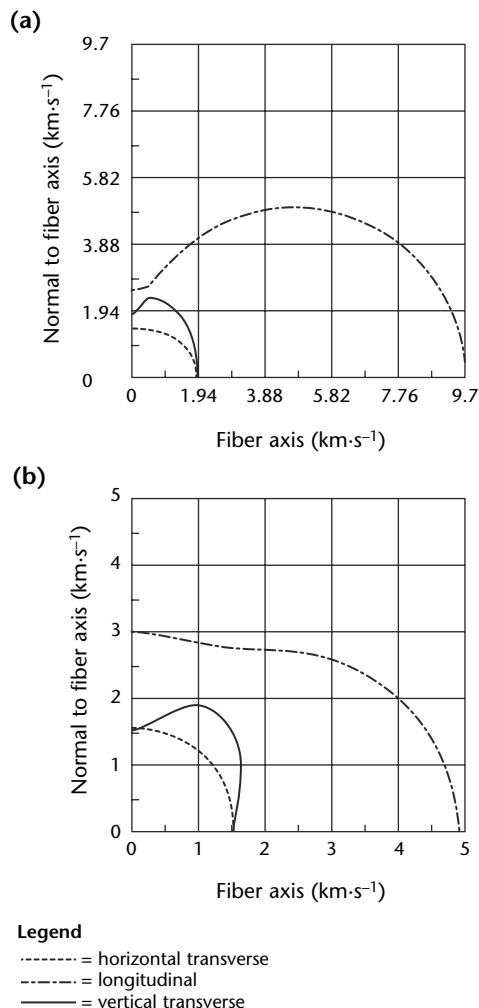 (a)
Normal to fiber axis (km·s⁻¹)
9.7
7.76
5.82
3.88
1.94
0
0 1.94 3.88 5.82 7.76 9.7
Fiber axis (km·s⁻¹)
(b)
Normal to fiber axis (km·s⁻¹)
5
4
3
2
1
0
0 1 2 3 4 5
Fiber axis (km·s⁻¹)
Legend
= horizontal transverse
= longitudinal
= vertical transverse